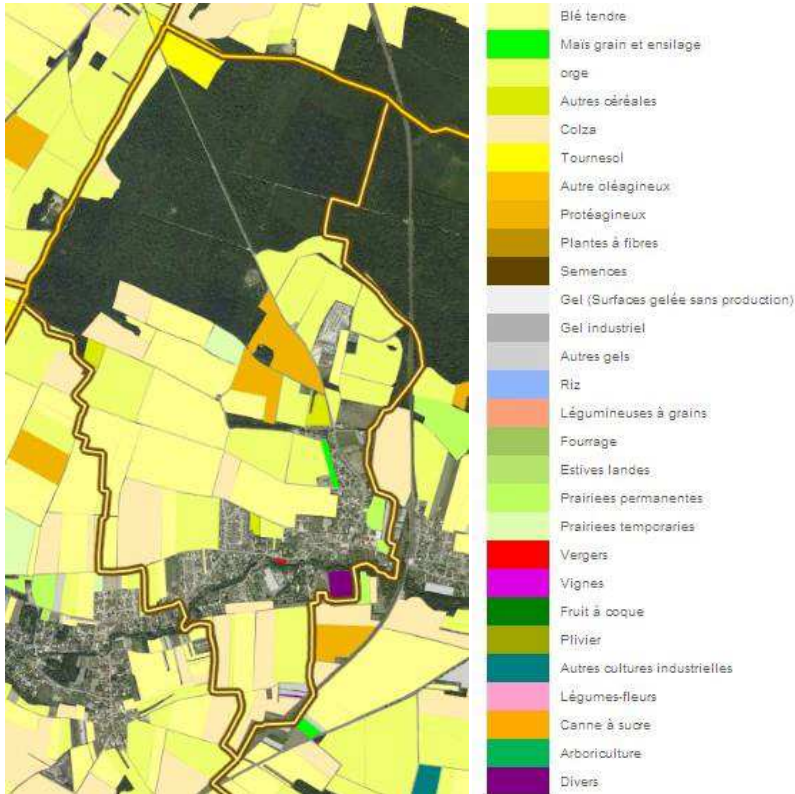 Blé tendre
Maïs grain et ensilage
orge
Autres céréales
Colza
Tournesol
Autre oléagineux
Protéagineux
Plantes à fibres
Semences
Gel (Surfaces gelée sans production)
Gel industriel
Autres gels
Riz
Légumineuses à grains
Fourrage
Estives landes
Prairiees permanentes
Prairiees temporaries
Vergers
Vignes
Fruit à coque
Plivier
Autres cultures industrielles
Légumes-fleurs
Canne à sucre
Arboriculture
Divers